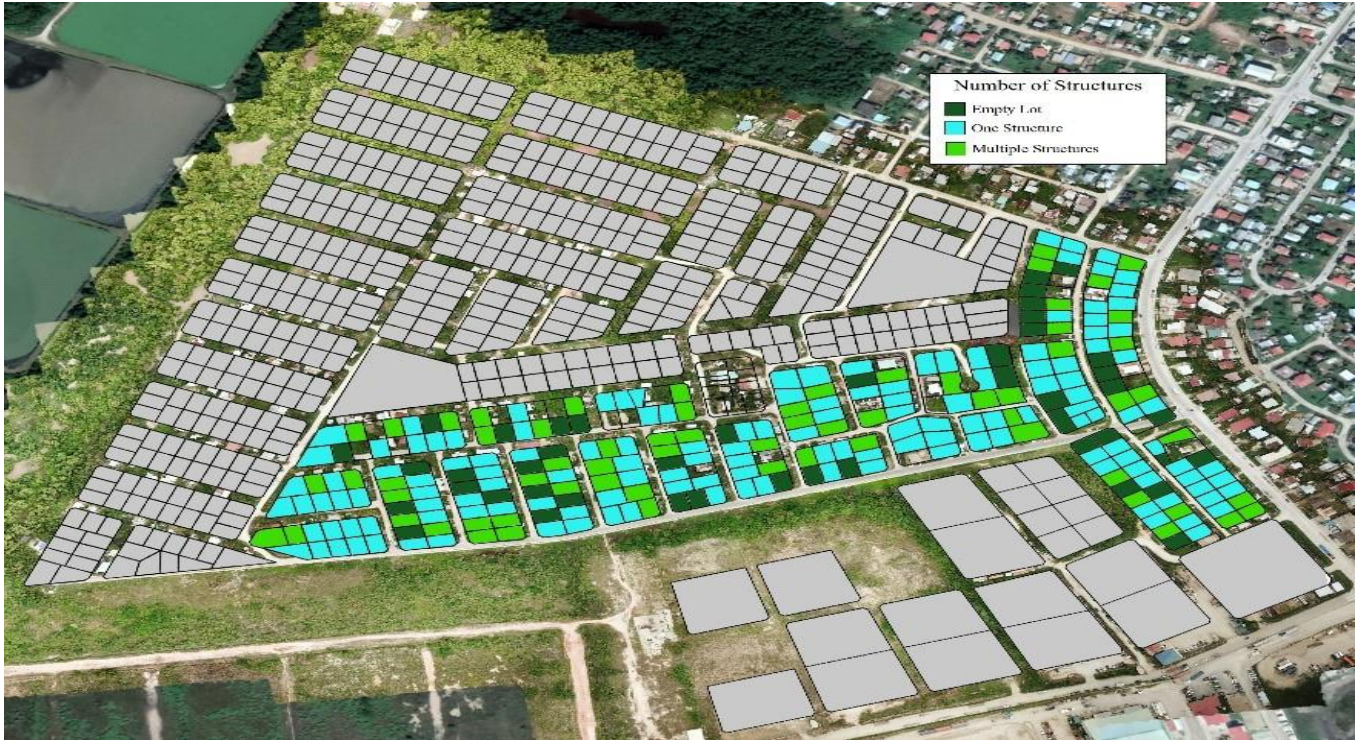 Number of Structures
Empty Lot
One Structure
Multiple Structures